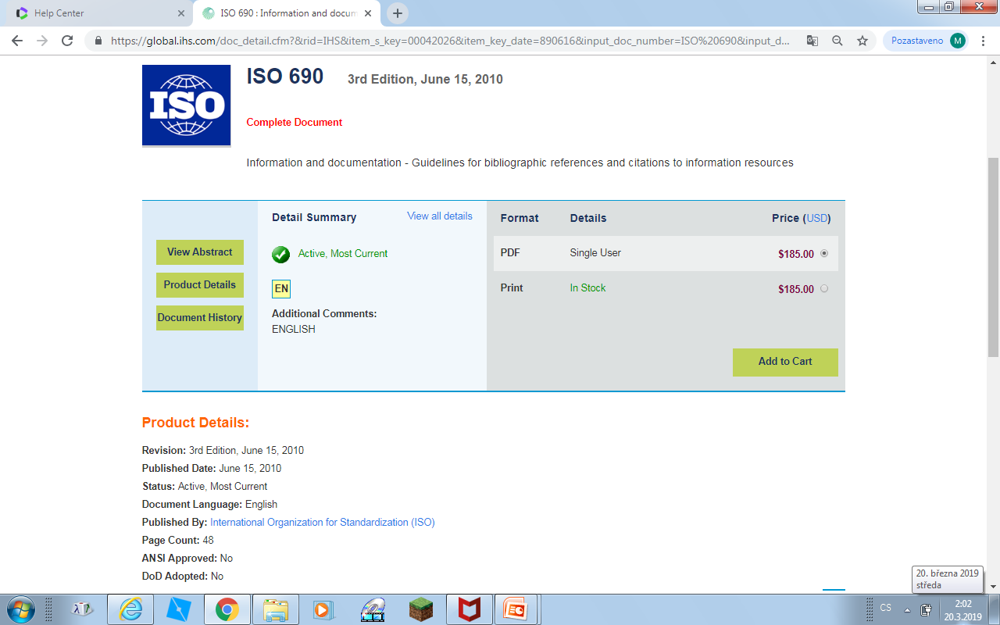 Help Center
ISO 690 : Information and docum
https://global.ihs.com/doc_detail.cfm?&rid=IHS&item_s_key=00042026&item_key_date=890616&input_doc_number=ISO%20690&input_d...
Pozastaveno M
ISO
ISO 690 3rd Edition, June 15, 2010
Complete Document
Information and documentation - Guidelines for bibliographic references and citations to information resources
View Abstract
Product Details
Document History
Detail Summary View all details
Active, Most Current
EN
Additional Comments:
ENGLISH
Format Details Price (USD)
PDF Single User $185.00
Print In Stock $185.00
Add to Cart
Product Details:
Revision: 3rd Edition, June 15, 2010
Published Date: June 15, 2010
Status: Active, Most Current
Document Language: English
Published By: International Organization for Standardization (ISO)
Page Count: 48
ANSI Approved: No
DoD Adopted: No
20. března 2019
středa
CS
2:02
20.3.2019